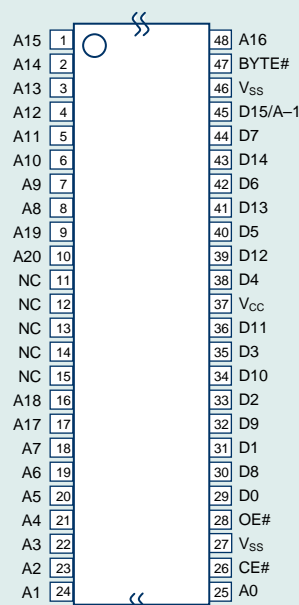 A15 1 48 A16
A14 2 47 BYTE#
A13 3 46 VSS
A12 4 45 D15/A–1
A11 5 44 D7
A10 6 43 D14
A9 7 42 D6
A8 8 41 D13
A19 9 40 D5
A20 10 39 D12
NC 11 38 D4
NC 12 37 VCC
NC 13 36 D11
NC 14 35 D3
NC 15 34 D10
A18 16 33 D2
A17 17 32 D9
A7 18 31 D1
A6 19 30 D8
A5 20 29 D0
A4 21 28 OE#
A3 22 27 VSS
A2 23 26 CE#
A1 24 25 A0